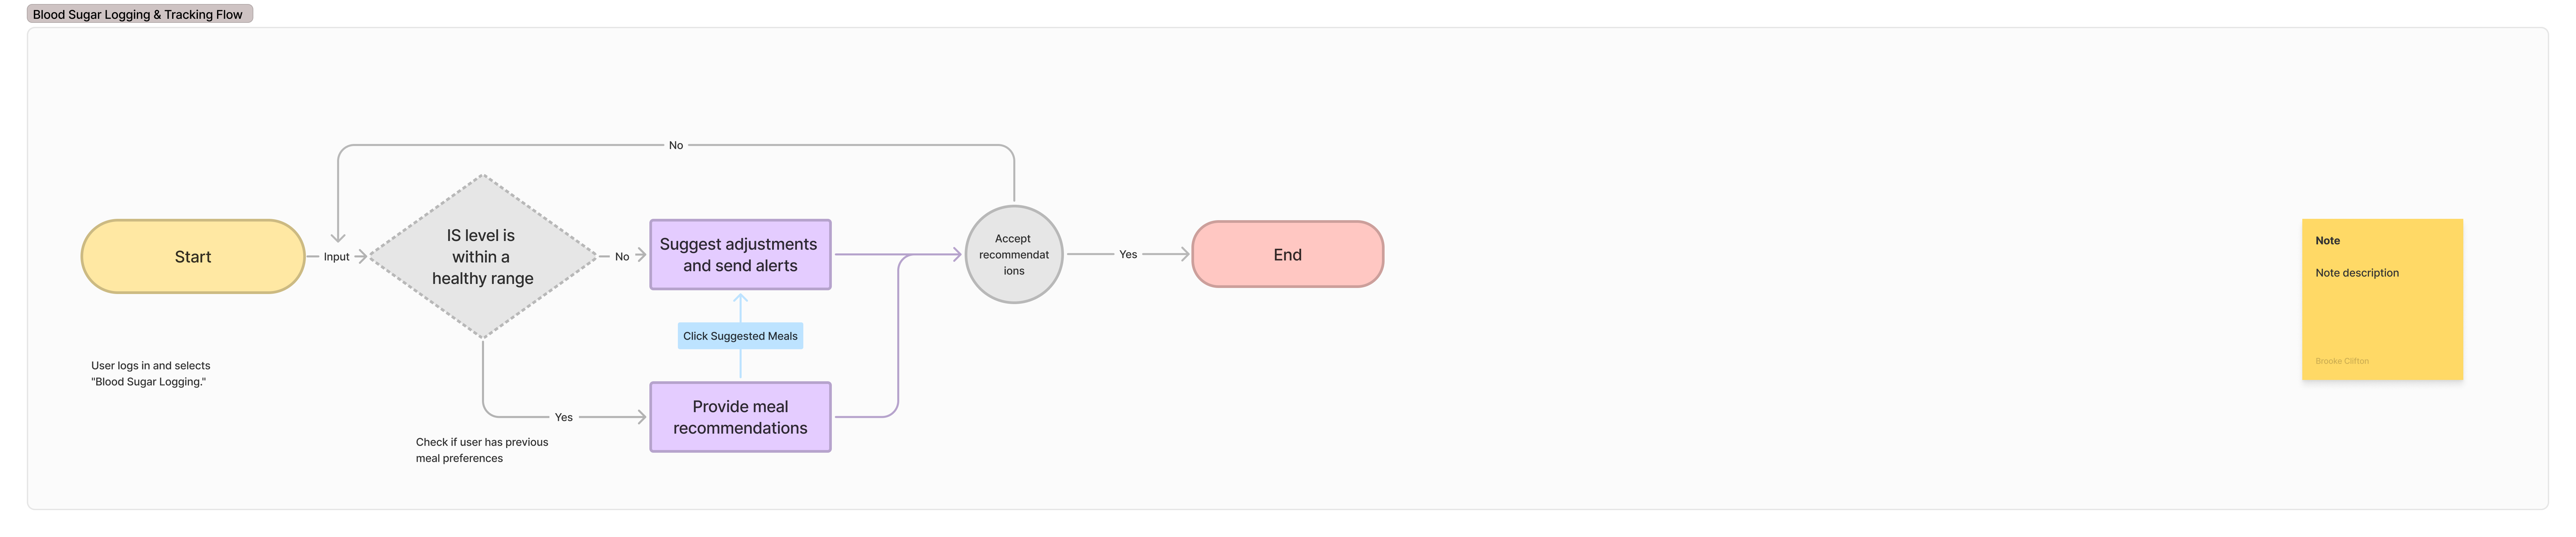 Blood Sugar Logging & Tracking Flow
No
Start
Input
IS level is
within a
healthy range
No
Suggest adjustments
and send alerts
Accept
recommendat
ions
Yes
End
Click Suggested Meals
User logs in and selects
"Blood Sugar Logging."
Yes
Provide meal
recommendations
Check if user has previous
meal preferences
Note
Note description
Brooke Clifton